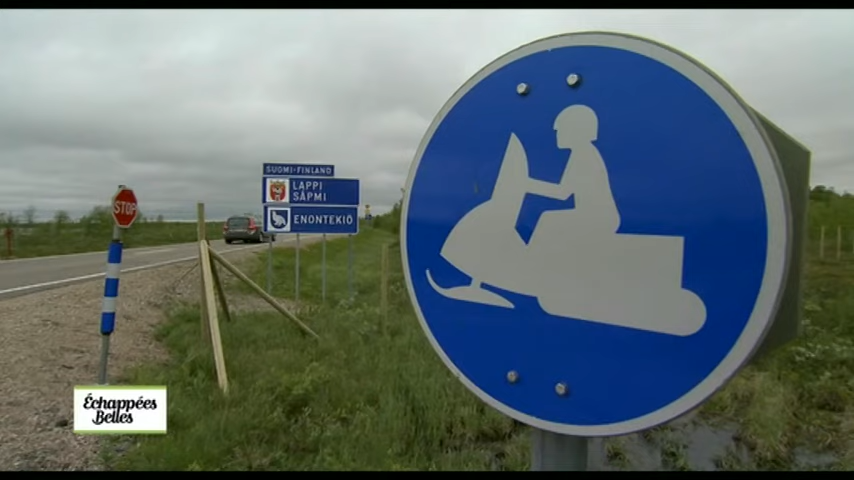 SUOMI-FINLAND
LAPPI
SÁPMI
ENONTEKIÖ
STOP
Échappées
Belles